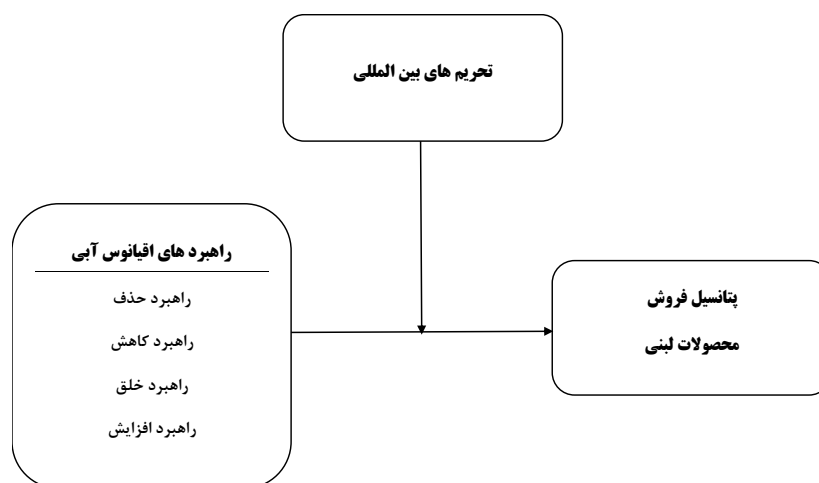 تحریم های بین المللی
راهبرد های اقیانوس آبی
راهبرد حذف
راهبرد کاهش
راهبرد خلق
راهبرد افزایش
پتانسیل فروش
محصولات لبنی